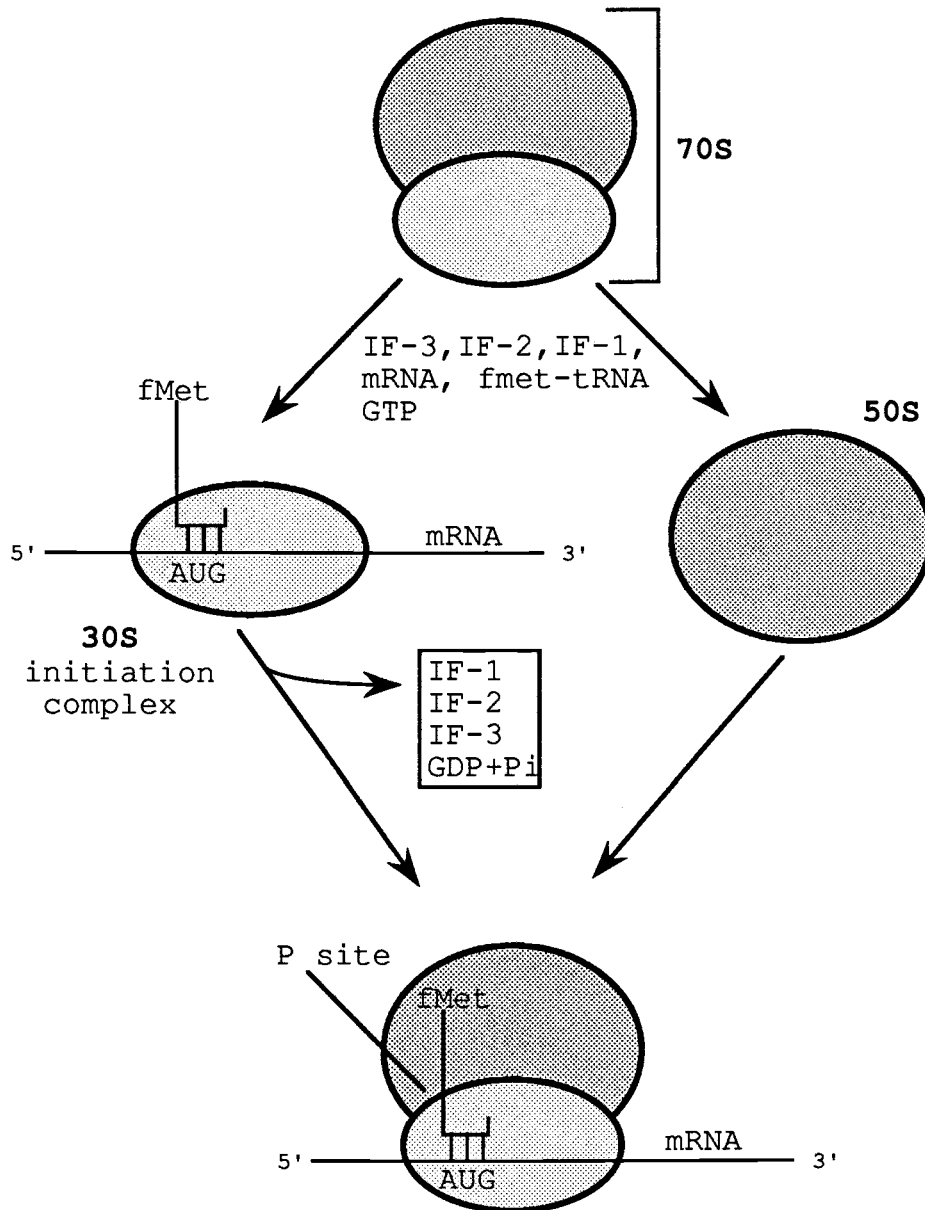 70S
IF-3,IF-2,IF-1,
mRNA, fmet-tRNA
GTP
fMet
50S
5'
mRNA
3'
AUG
30S
initiation
complex
IF-1
IF-2
IF-3
GDP+Pi
P site
fMet
5'
mRNA
3'
AUG